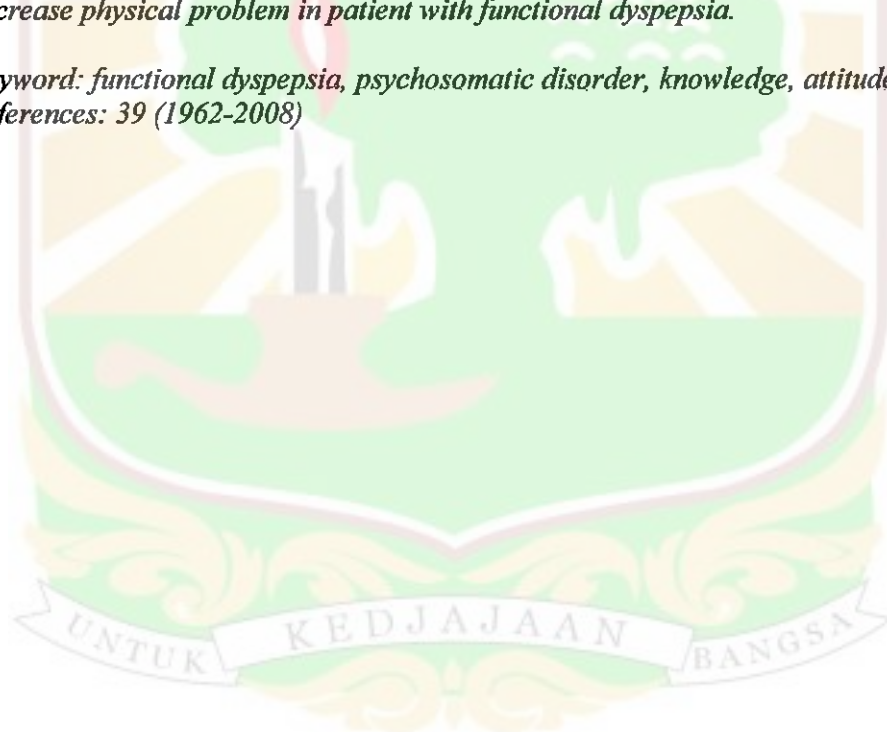 crease physical problem in patient with functional dyspepsia.
yword: functional dyspepsia, psychosomatic disorder, knowledge, attitude
ferences: 39 (1962-2008)
UNTUK KEDJAJAAN BANGSA